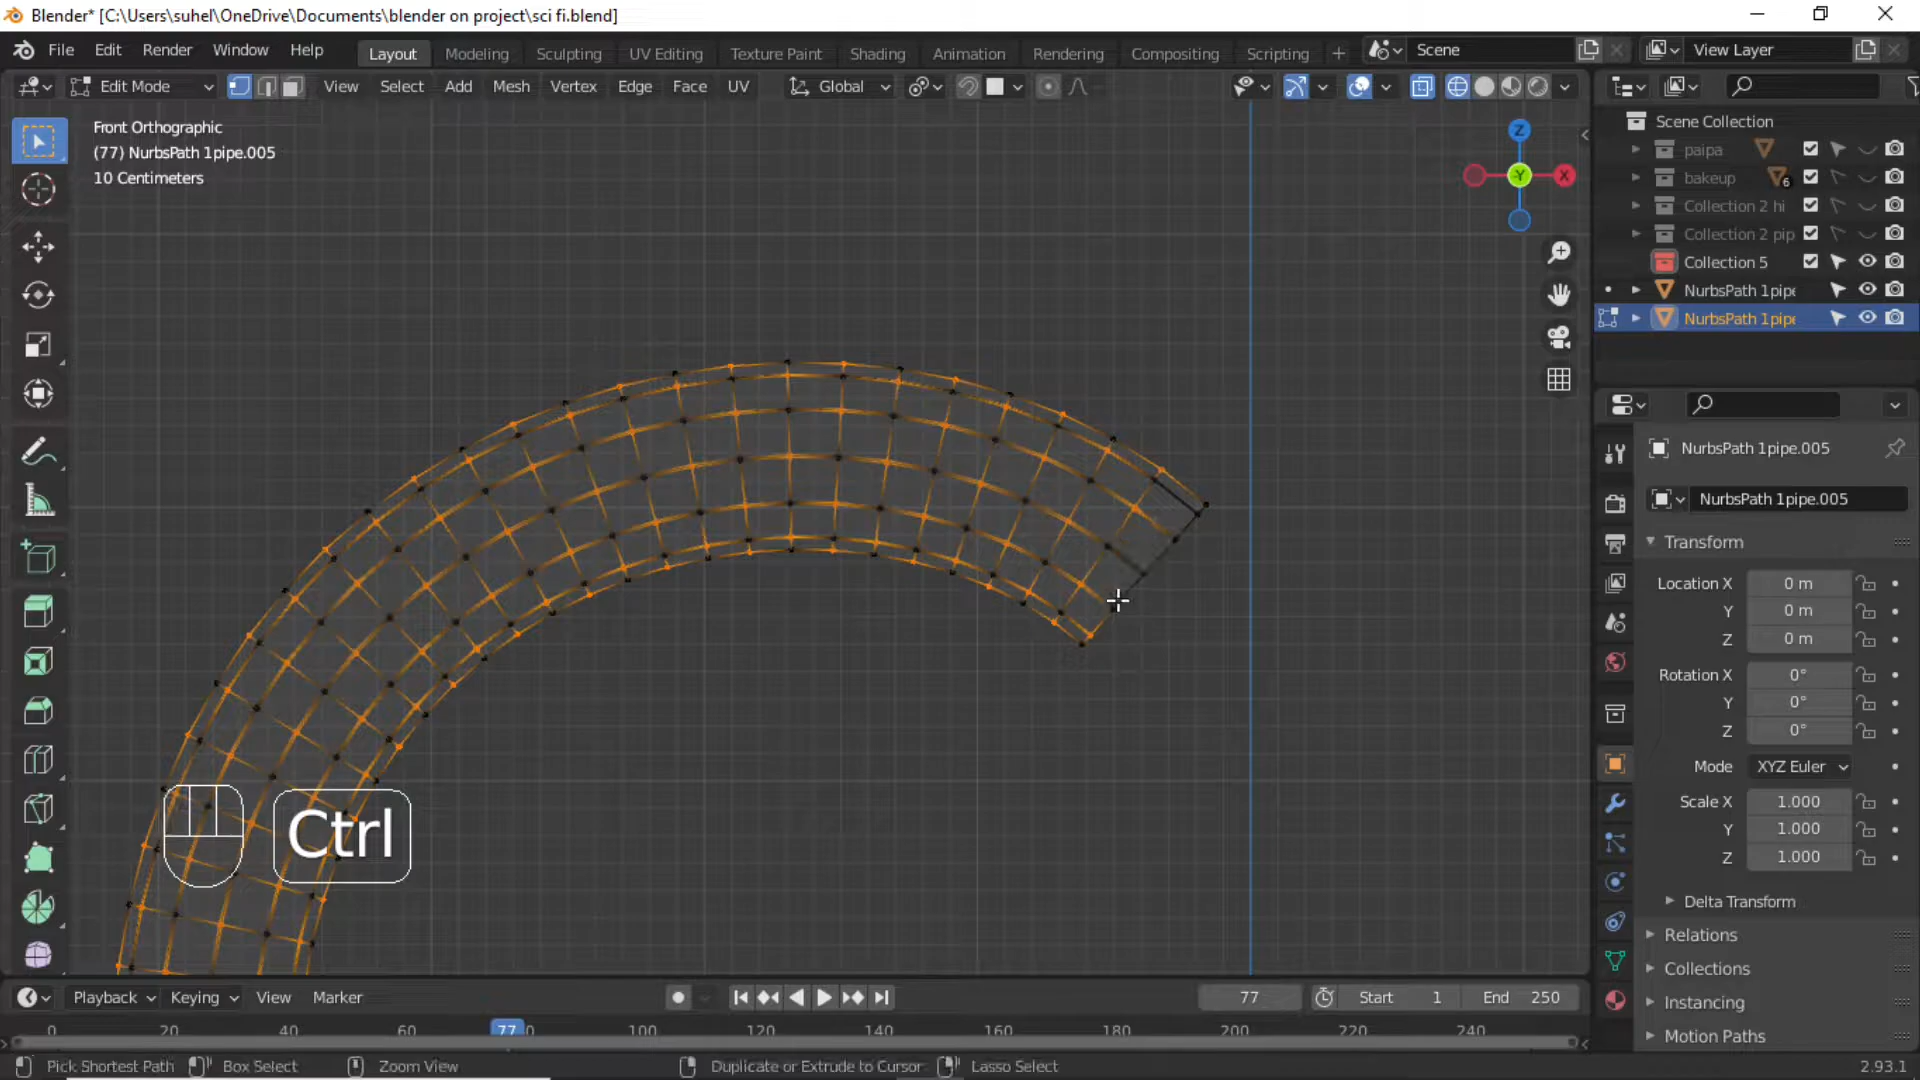 Blender* [C:\Users\suhel\OneDrive\Documents\blender on project\sci fi.blend]
File Edit Render Window Help Layout Modeling Sculpting UV Editing Texture Paint Shading Animation Rendering Compositing Scripting + Scene View Layer
Edit Mode View Select Add Mesh Vertex Edge Face UV Global
Front Orthographic
(77) NurbsPath 1pipe.005
10 Centimeters
Z
-Y
X
Scene Collection
paipa
bakeup 6
Collection 2 hi
Collection 2 pip
Collection 5
NurbsPath 1pipe
NurbsPath 1pipe
NurbsPath 1pipe.005
NurbsPath 1pipe.005
Transform
Location X 0 m
Y 0 m
Z 0 m
Rotation X 0°
Y 0°
Z 0°
Mode XYZ Euler
Scale X 1.000
Y 1.000
Z 1.000
Delta Transform
Relations
Collections
Instancing
Motion Paths
Ctrl
Playback Keying View Marker 77 Start 1 End 250
0 20 40 60 77 0 100 120 140 160 180 200 220 240
Pick Shortest Path Box Select Zoom View Duplicate or Extrude to Cursor Lasso Select 2.93.1